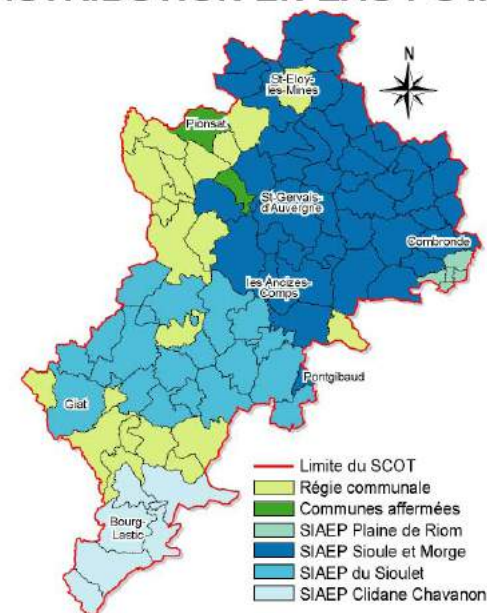 N
St-Eloy-
les-Mines
Pionsat
St-Gervais-
d'Auvergne
Combronde
les Ancizes-
Comps
Pontgibaud
Giat
Bourg-
Lastic
Limite du SCOT
Régie communale
Communes affermées
SIAEP Plaine de Riom
SIAEP Sioule et Morge
SIAEP du Sioulet
SIAEP Clidane Chavanon